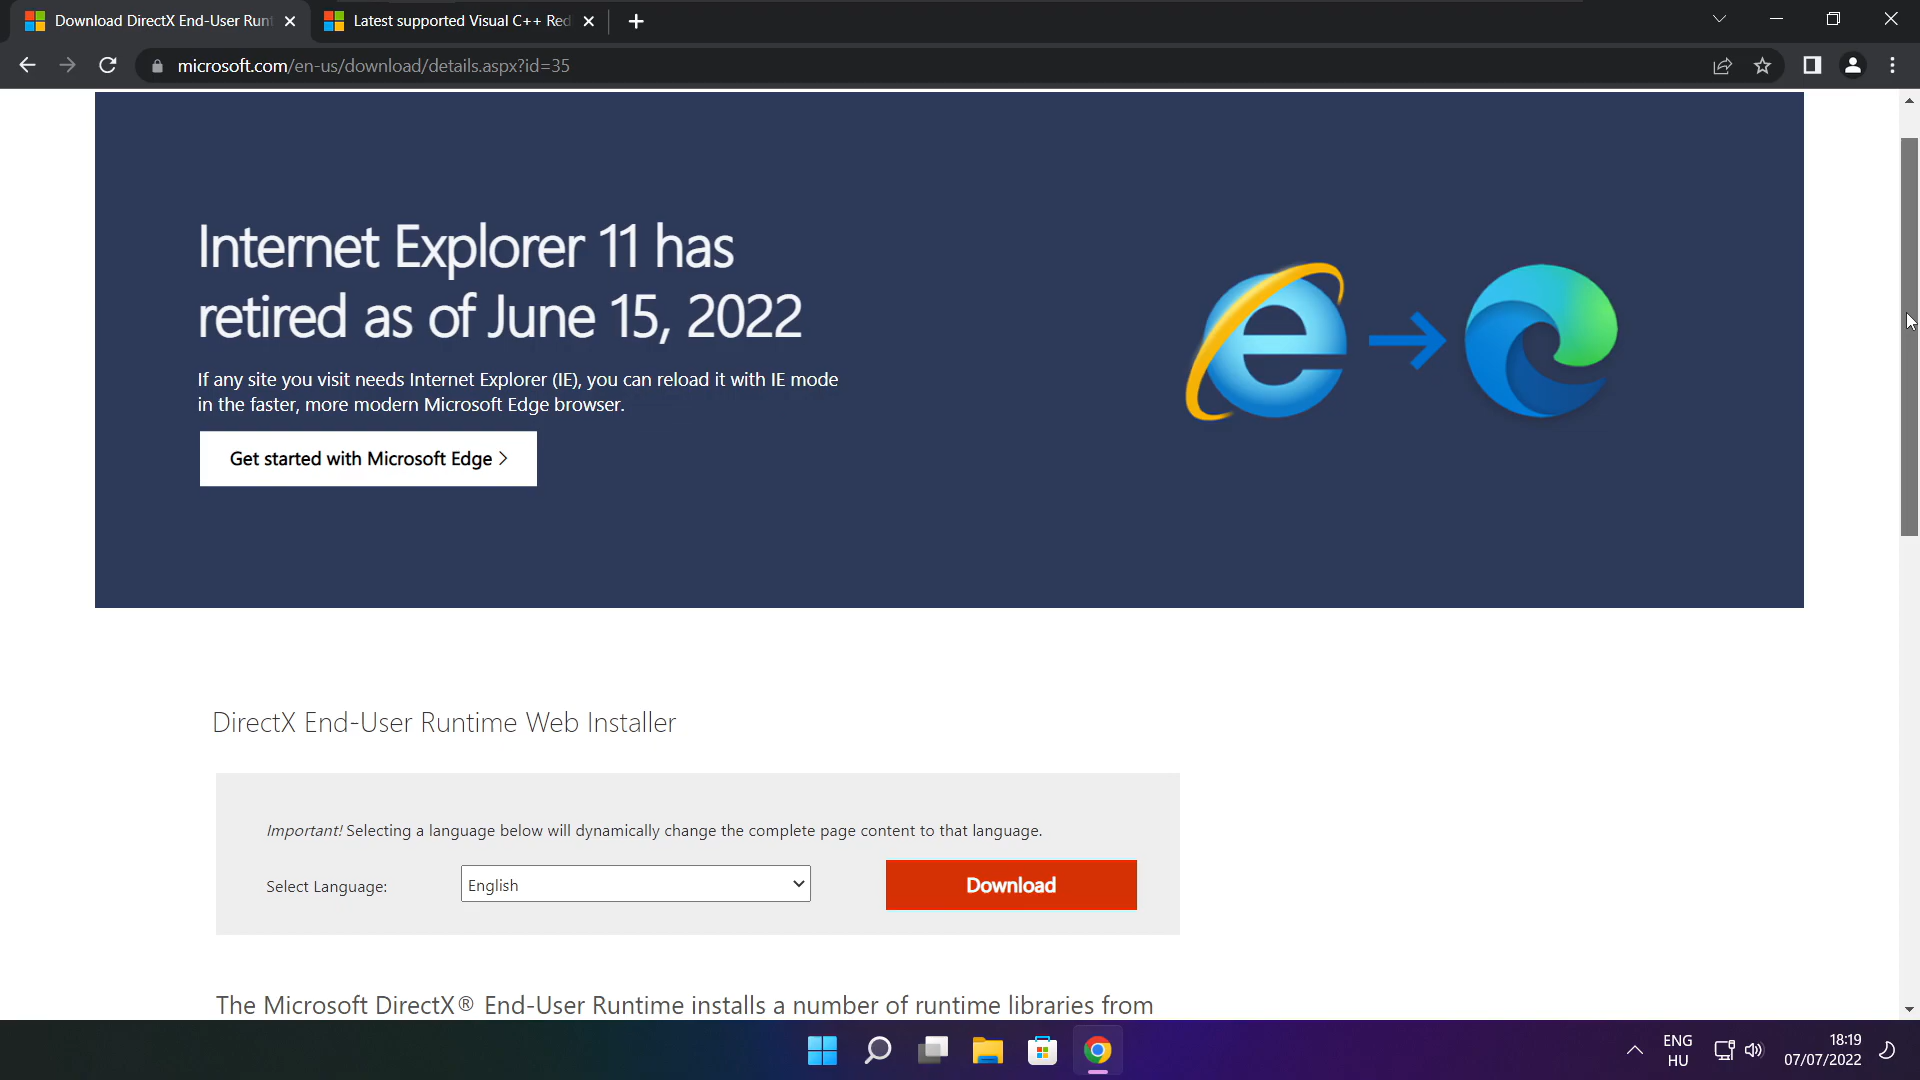 Download DirectX End-User Runt
Latest supported Visual C++ Red
microsoft.com/en-us/download/details.aspx?id=35
Internet Explorer 11 has
retired as of June 15, 2022
If any site you visit needs Internet Explorer (IE), you can reload it with IE mode
in the faster, more modern Microsoft Edge browser.
Get started with Microsoft Edge >
DirectX End-User Runtime Web Installer
Important! Selecting a language below will dynamically change the complete page content to that language.
Select Language:
English
Download
The Microsoft DirectX® End-User Runtime installs a number of runtime libraries from
ENG
HU
18:19
07/07/2022